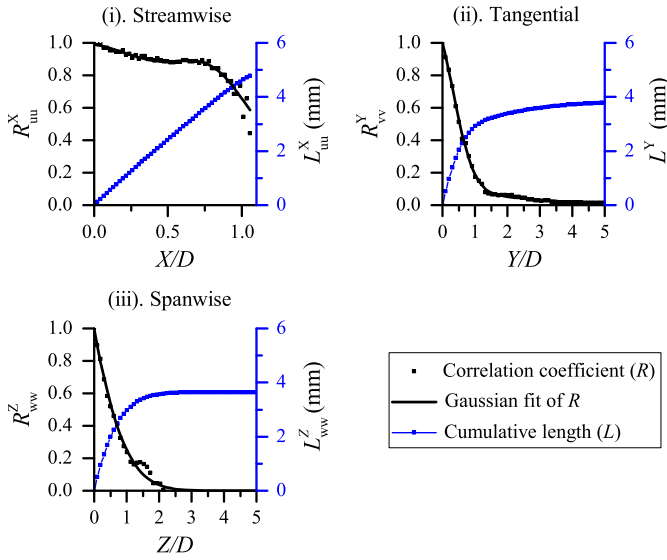 (i). Streamwise
1.0
0.8
0.6
0.4
0.2
0.0
R^X_uu
6
4
2
0
L^X_uu (mm)
0.0 0.5 1.0
X/D
(ii). Tangential
1.0
0.8
0.6
0.4
0.2
0.0
R^Y_vv
6
4
2
0
L^Y (mm)
0 1 2 3 4 5
Y/D
(iii). Spanwise
1.0
0.8
0.6
0.4
0.2
0.0
R^Z_ww
6
4
2
0
L^Z_ww (mm)
0 1 2 3 4 5
Z/D
Correlation coefficient (R)
Gaussian fit of R
Cumulative length (L)